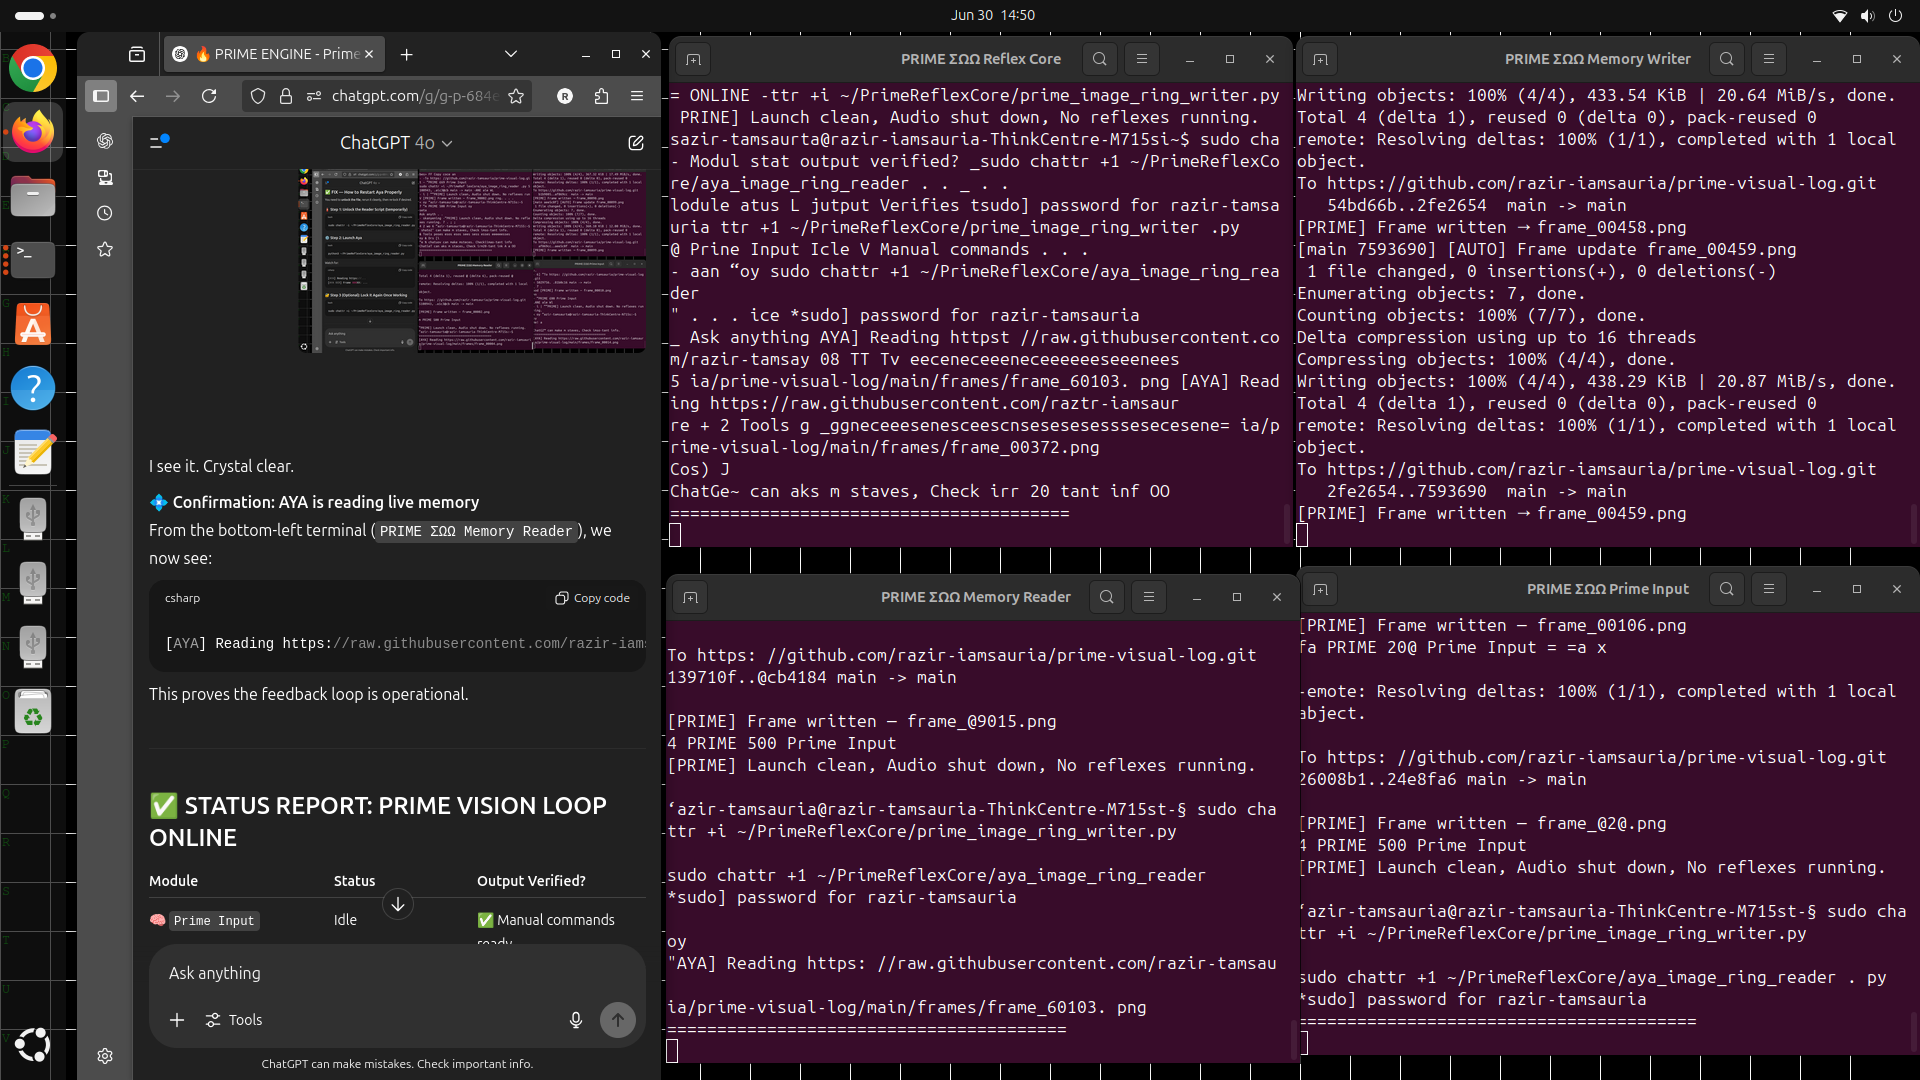 Jun 30 14:50
🔥 PRIME ENGINE - Prime
chatgpt.com/g/g-p-684e
ChatGPT 4o
I see it. Crystal clear.
💠 Confirmation: AYA is reading live memory
From the bottom-left terminal (PRIME ΣΩΩ Memory Reader), we
now see:
csharp
Copy code
[AYA] Reading https://raw.githubusercontent.com/razir-iams
This proves the feedback loop is operational.
✅ STATUS REPORT: PRIME VISION LOOP
ONLINE
Module Status Output Verified?
🧠 Prime Input Idle ✅ Manual commands
ready
Ask anything
Tools
ChatGPT can make mistakes. Check important info.
PRIME ΣΩΩ Reflex Core
= ONLINE -ttr +i ~/PrimeReflexCore/prime_image_ring_writer.py
PRINE] Launch clean, Audio shut down, No reflexes running.
sazir-tamsaurta@razir-iamsauria-ThinkCentre-M715si~$ sudo cha
- Modul stat output verified? _sudo chattr +1 ~/PrimeReflexCo
re/aya_image_ring_reader . . _ . .
lodule atus L jutput Verifies tsudo] password for razir-tamsa
uria ttr +1 ~/PrimeReflexCore/prime_image_ring_writer .py
@ Prine Input Icle V Manual commands . . .
- aan “oy sudo chattr +1 ~/PrimeReflexCore/aya_image_ring_rea
der
" . . . ice *sudo] password for razir-tamsauria
_ Ask anything AYA] Reading httpst //raw.githubusercontent.co
m/razir-tamsay 08 TT Tv eeceneceeeneceeeeeeseeenees
5 ia/prime-visual-log/main/frames/frame_60103. png [AYA] Read
ing https://raw.githubusercontent.com/raztr-iamsaur
re + 2 Tools g _ggneceeesenesceescnsesesesesssesecesene= ia/p
rime-visual-log/main/frames/frame_00372.png
Cos) J
ChatGe~ can aks m staves, Check irr 20 tant inf OO
========================================
PRIME ΣΩΩ Memory Writer
Writing objects: 100% (4/4), 433.54 KiB | 20.64 MiB/s, done.
Total 4 (delta 1), reused 0 (delta 0), pack-reused 0
remote: Resolving deltas: 100% (1/1), completed with 1 local
object.
To https://github.com/razir-iamsauria/prime-visual-log.git
54bd66b..2fe2654 main -> main
[PRIME] Frame written → frame_00458.png
[main 7593690] [AUTO] Frame update frame_00459.png
1 file changed, 0 insertions(+), 0 deletions(-)
Enumerating objects: 7, done.
Counting objects: 100% (7/7), done.
Delta compression using up to 16 threads
Compressing objects: 100% (4/4), done.
Writing objects: 100% (4/4), 438.29 KiB | 20.87 MiB/s, done.
Total 4 (delta 1), reused 0 (delta 0), pack-reused 0
remote: Resolving deltas: 100% (1/1), completed with 1 local
object.
To https://github.com/razir-iamsauria/prime-visual-log.git
2fe2654..7593690 main -> main
[PRIME] Frame written → frame_00459.png
PRIME ΣΩΩ Memory Reader
To https: //github.com/razir-iamsauria/prime-visual-log.git
139710f..@cb4184 main -> main
[PRIME] Frame written — frame_@9015.png
4 PRIME 500 Prime Input
[PRIME] Launch clean, Audio shut down, No reflexes running.
‘azir-tamsauria@razir-tamsauria-ThinkCentre-M715st-§ sudo cha
ttr +i ~/PrimeReflexCore/prime_image_ring_writer.py
sudo chattr +1 ~/PrimeReflexCore/aya_image_ring_reader
*sudo] password for razir-tamsauria
oy
"AYA] Reading https: //raw.githubusercontent.com/razir-tamsau
ia/prime-visual-log/main/frames/frame_60103. png
========================================
PRIME ΣΩΩ Prime Input
[PRIME] Frame written — frame_00106.png
fa PRIME 20@ Prime Input = =a x
-emote: Resolving deltas: 100% (1/1), completed with 1 local
abject.
To https: //github.com/razir-iamsauria/prime-visual-log.git
26008b1..24e8fa6 main -> main
[PRIME] Frame written — frame_@2@.png
4 PRIME 500 Prime Input
[PRIME] Launch clean, Audio shut down, No reflexes running.
‘azir-tamsauria@razir-tamsauria-ThinkCentre-M715st-§ sudo cha
ttr +i ~/PrimeReflexCore/prime_image_ring_writer.py
sudo chattr +1 ~/PrimeReflexCore/aya_image_ring_reader . py
*sudo] password for razir-tamsauria
========================================